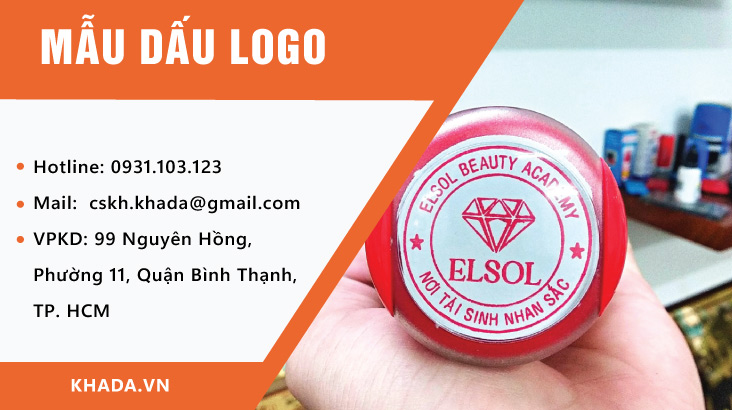 MẪU DẤU LOGO
Hotline: 0931.103.123
Mail: cskh.khada@gmail.com
VPKD: 99 Nguyên Hồng,
Phường 11, Quận Bình Thạnh,
TP. HCM
KHADA.VN
ELSOL BEAUTY ACADEMY
ELSOL
NƠI TÁI SINH NHAN SẮC